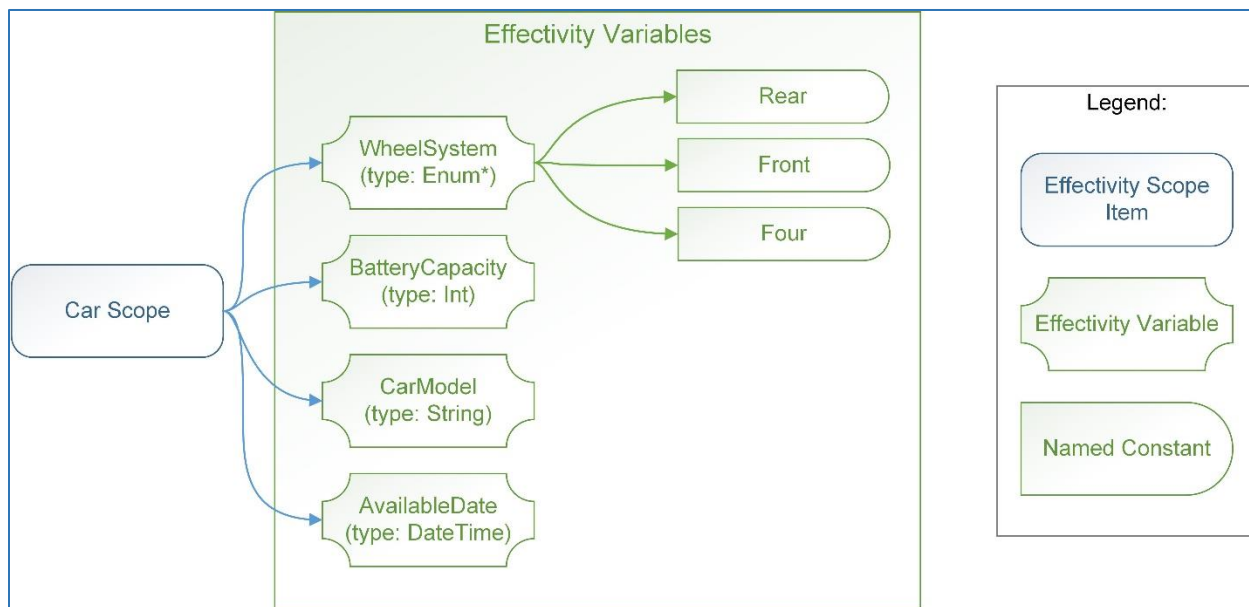 Effectivity Variables
Car Scope
WheelSystem
(type: Enum*)
Rear
Front
Four
BatteryCapacity
(type: Int)
CarModel
(type: String)
AvailableDate
(type: DateTime)
Legend:
Effectivity Scope
Item
Effectivity Variable
Named Constant